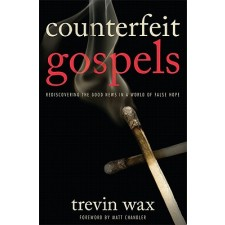 counterfeit
gospels
REDISCOVERING THE GOOD NEWS IN A WORLD OF FALSE HOPE
trevin wax
FOREWORD BY MATT CHANDLER